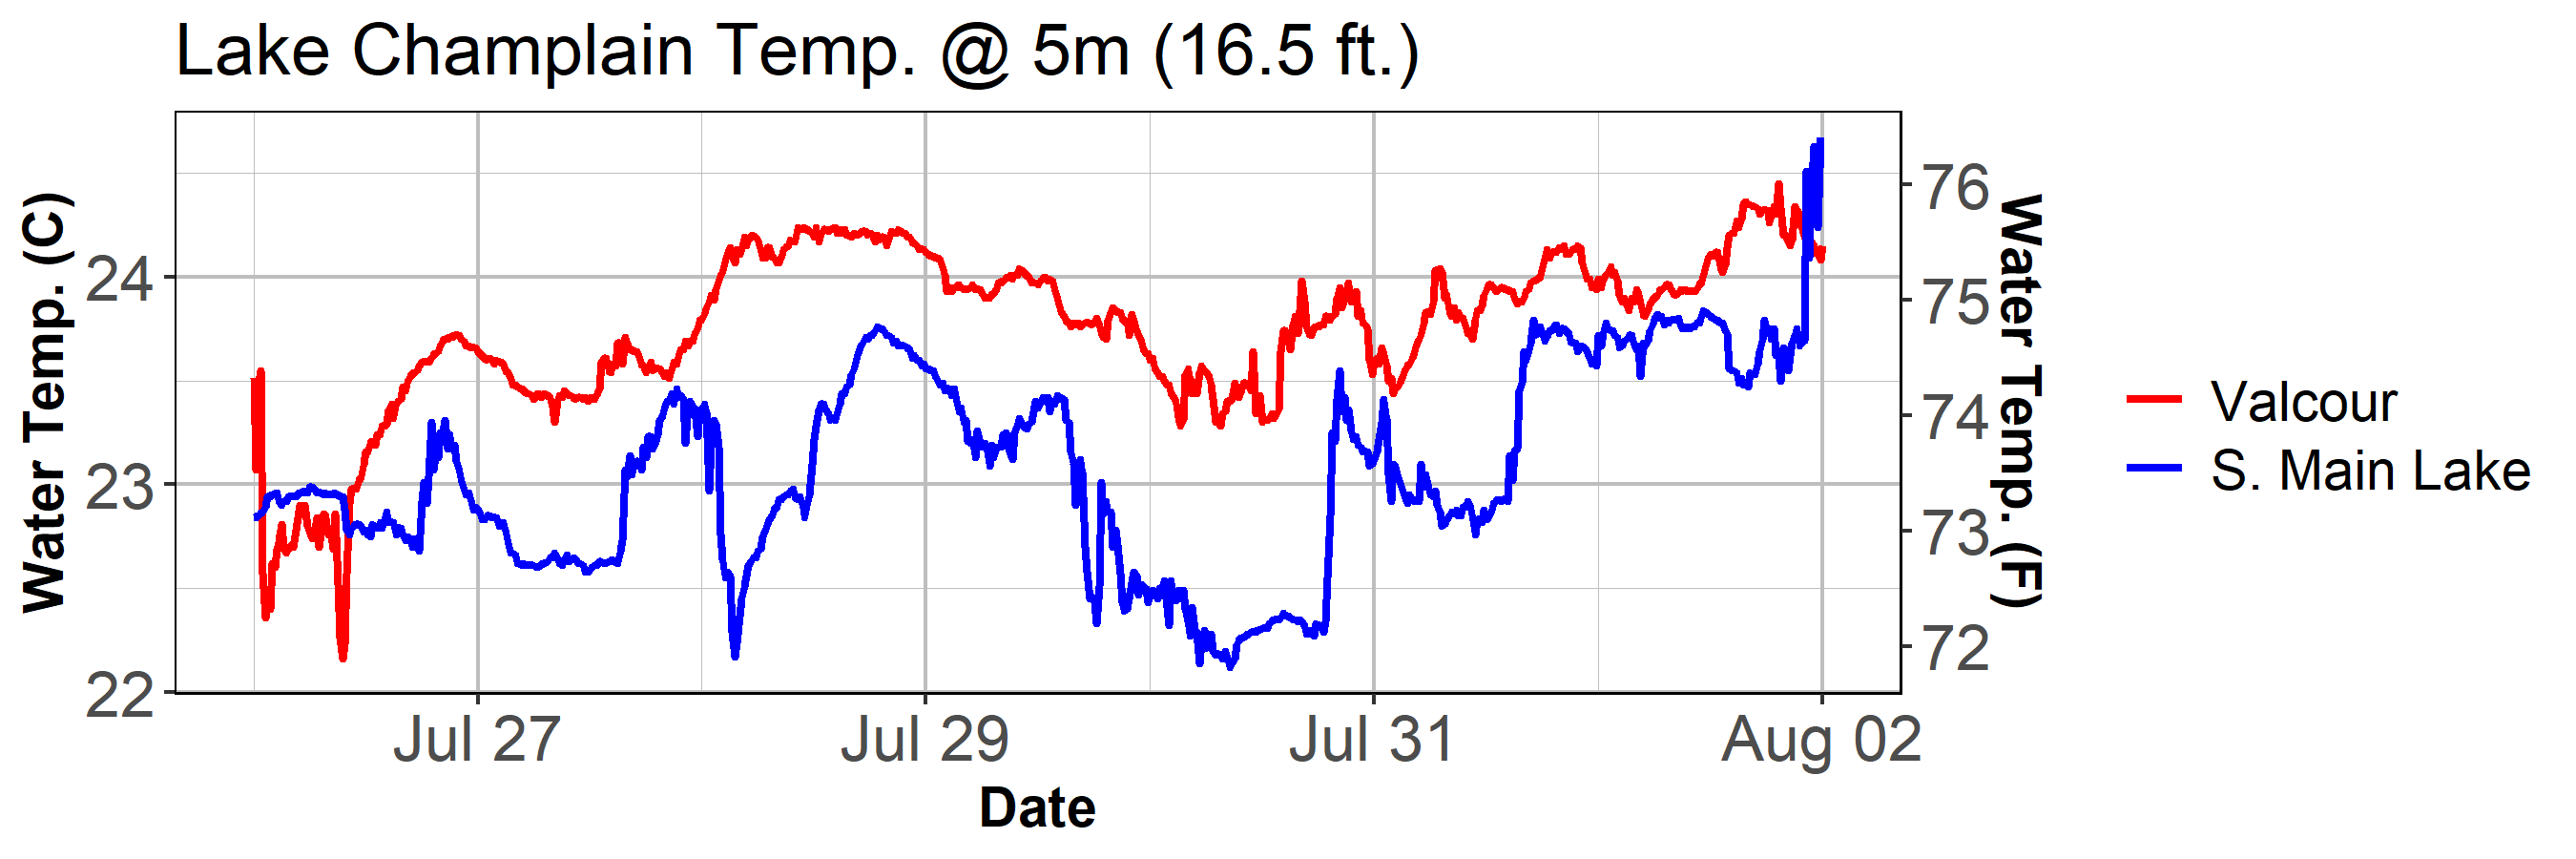 Lake Champlain Temp. @ 5m (16.5 ft.)
Water Temp. (C)
24
23
22
76
75
74
73
72
Water Temp. (F)
Jul 27
Jul 29
Jul 31
Aug 02
Date
Valcour
S. Main Lake